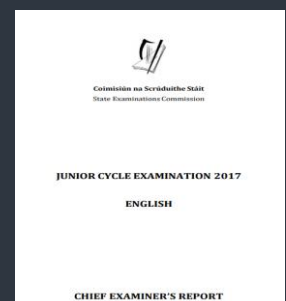 Coimisiún na Scrúduithe Stáit
State Examinations Commission
JUNIOR CYCLE EXAMINATION 2017
ENGLISH
CHIEF EXAMINER'S REPORT